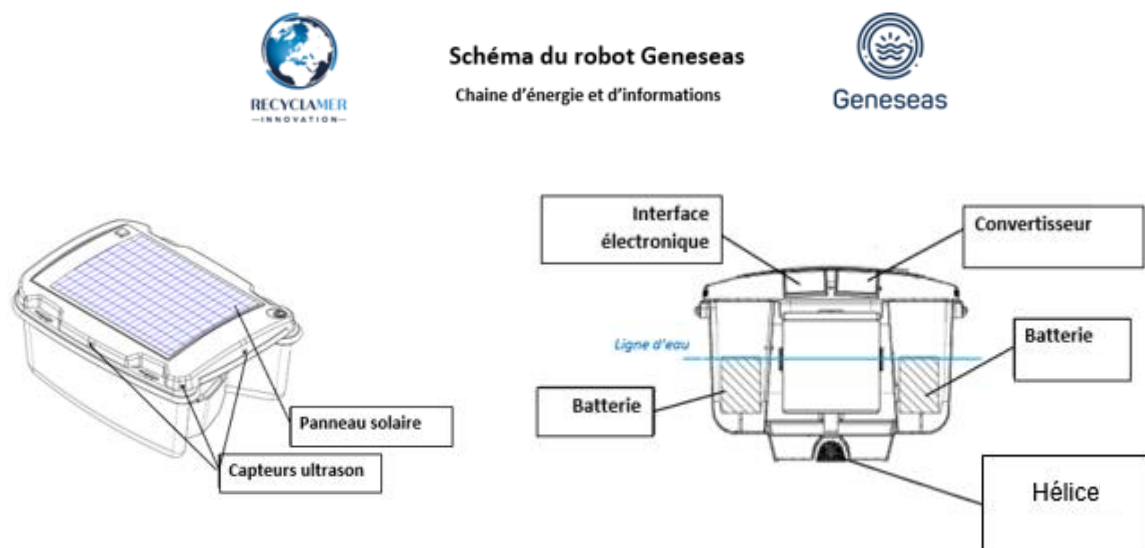 Schéma du robot Geneseas
Chaine d'énergie et d'informations
RECYCLAMER
—INNOVATION—
Geneseas
Interface
électronique
Convertisseur
Ligne d'eau
Batterie
Batterie
Panneau solaire
Capteurs ultrason
Hélice